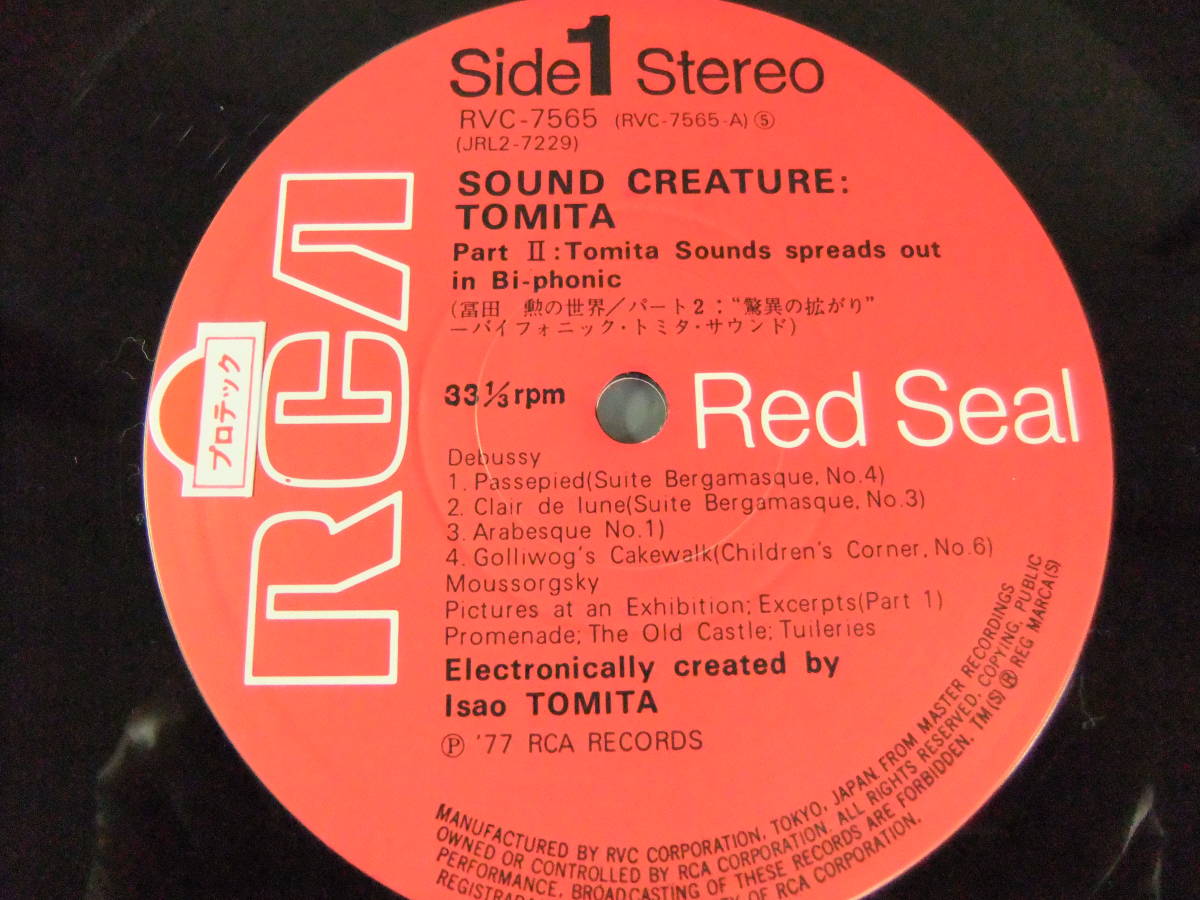 Side 1 Stereo
RVC-7565 (RVC-7565-A) Ⓢ
(JRL2-7229)
SOUND CREATURE:
TOMITA
Part Ⅱ: Tomita Sounds spreads out
in Bi-phonic
(冨田 勲の世界/パート2:“驚異の拡がり”
—バイフォニック・トミタ・サウンド)
RCA
プロテック
33⅓ rpm
Red Seal
Debussy
1. Passepied(Suite Bergamasque, No.4)
2. Clair de lune(Suite Bergamasque, No.3)
3. Arabesque No.1)
4. Golliwog's Cakewalk(Children's Corner, No.6)
Moussorgsky
Pictures at an Exhibition; Excerpts(Part 1)
Promenade; The Old Castle; Tuileries
Electronically created by
Isao TOMITA
Ⓟ '77 RCA RECORDS
MANUFACTURED BY RVC CORPORATION, TOKYO, JAPAN. FROM MASTER RECORDINGS
OWNED OR CONTROLLED BY RCA CORPORATION. ALL RIGHTS RESERVED. COPYING, PUBLIC
PERFORMANCE, BROADCASTING OF THESE RECORDS ARE FORBIDDEN. TM(S) ® REG MARCA(S)
OF RCA CORPORATION.